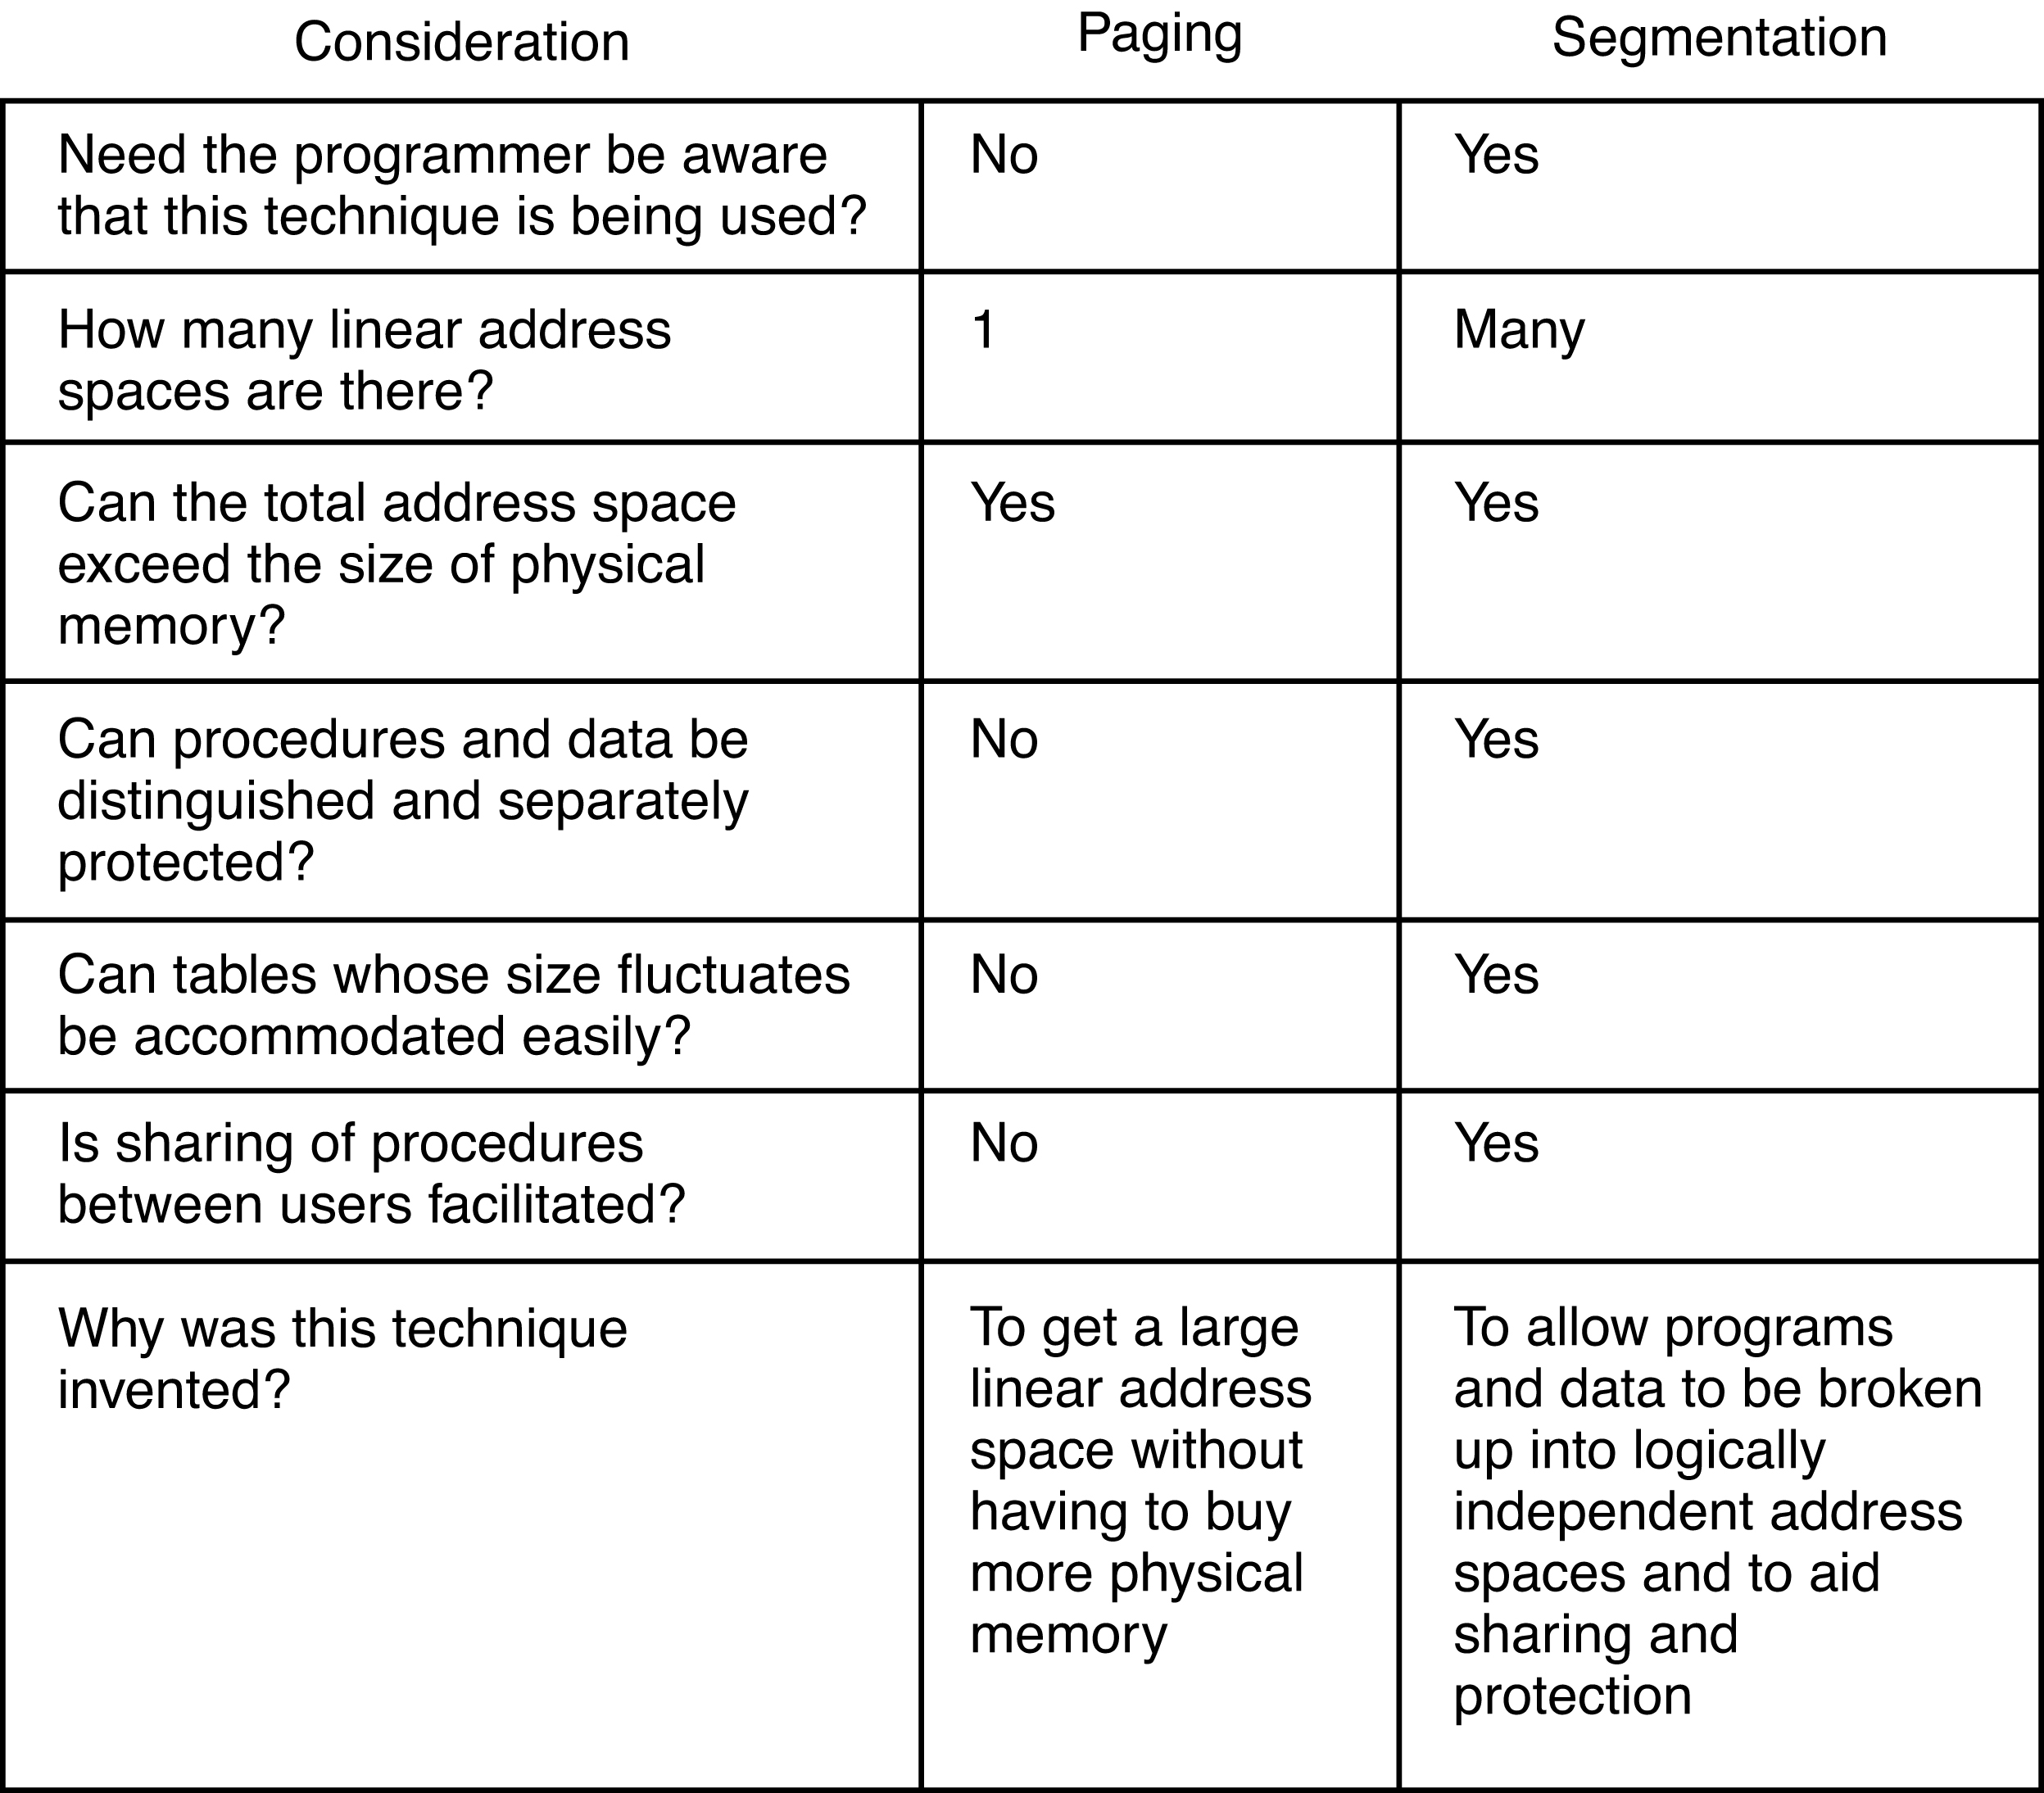 Consideration Paging Segmentation
Need the programmer be aware
that this technique is being used?
No
Yes
How many linear address
spaces are there?
1
Many
Can the total address space
exceed the size of physical
memory?
Yes
Yes
Can procedures and data be
distinguished and separately
protected?
No
Yes
Can tables whose size fluctuates
be accommodated easily?
No
Yes
Is sharing of procedures
between users facilitated?
No
Yes
Why was this technique
invented?
To get a large
linear address
space without
having to buy
more physical
memory
To allow programs
and data to be broken
up into logically
independent address
spaces and to aid
sharing and
protection